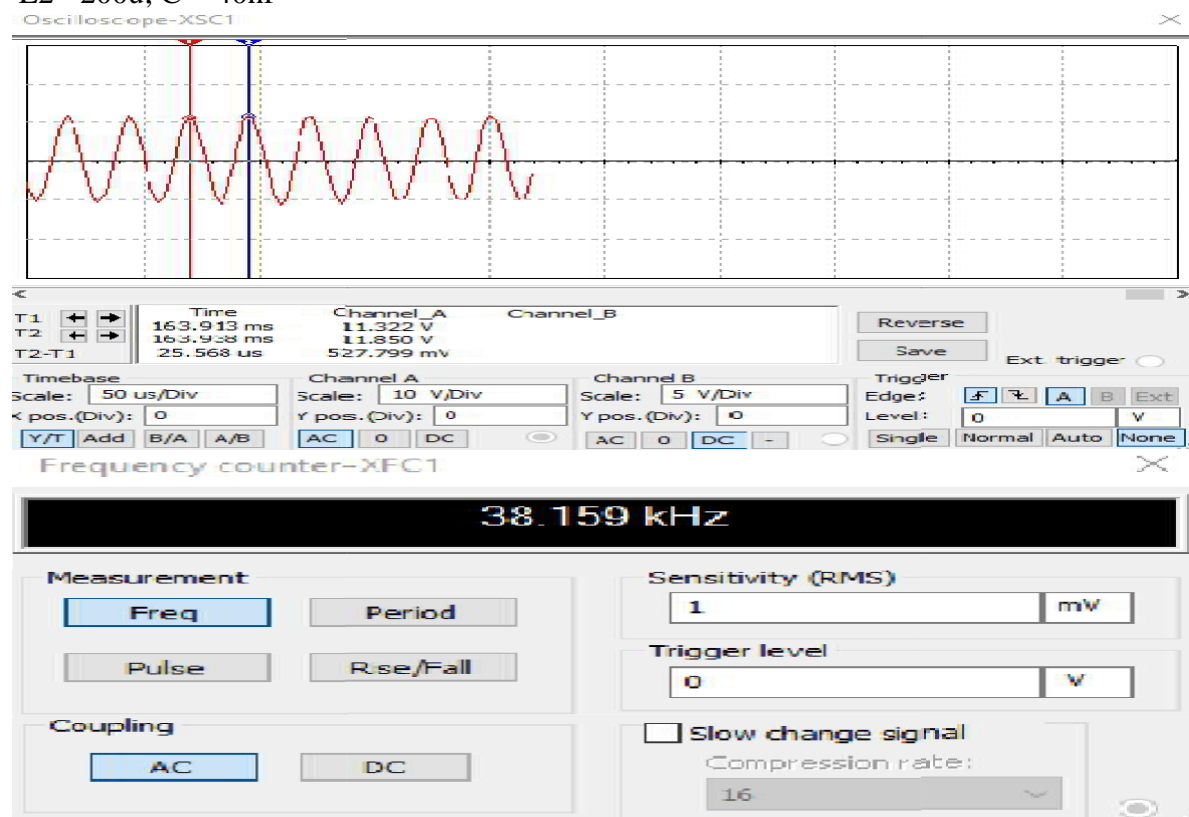 Oscilloscope-XSC1
1 2
T1
T2
T2-T1
Time Channel_A Channel_B
163.913 ms 11.322 V
163.938 ms 11.850 V
25.568 us 527.799 mV
Reverse
Save
Ext. trigger
Timebase
Scale: 50 us/Div
X pos.(Div): 0
Y/T Add B/A A/B
Channel A
Scale: 10 V/Div
Y pos.(Div): 0
AC 0 DC
Channel B
Scale: 5 V/Div
Y pos.(Div): 0
AC 0 DC -
Trigger
Edge: A B Ext
Level: 0 V
Single Normal Auto None
Frequency counter-XFC1
38.159 kHz
Measurement
Freq Period
Pulse Rise/Fall
Coupling
AC DC
Sensitivity (RMS)
1 mV
Trigger level
0 V
Slow change signal
Compression rate:
16